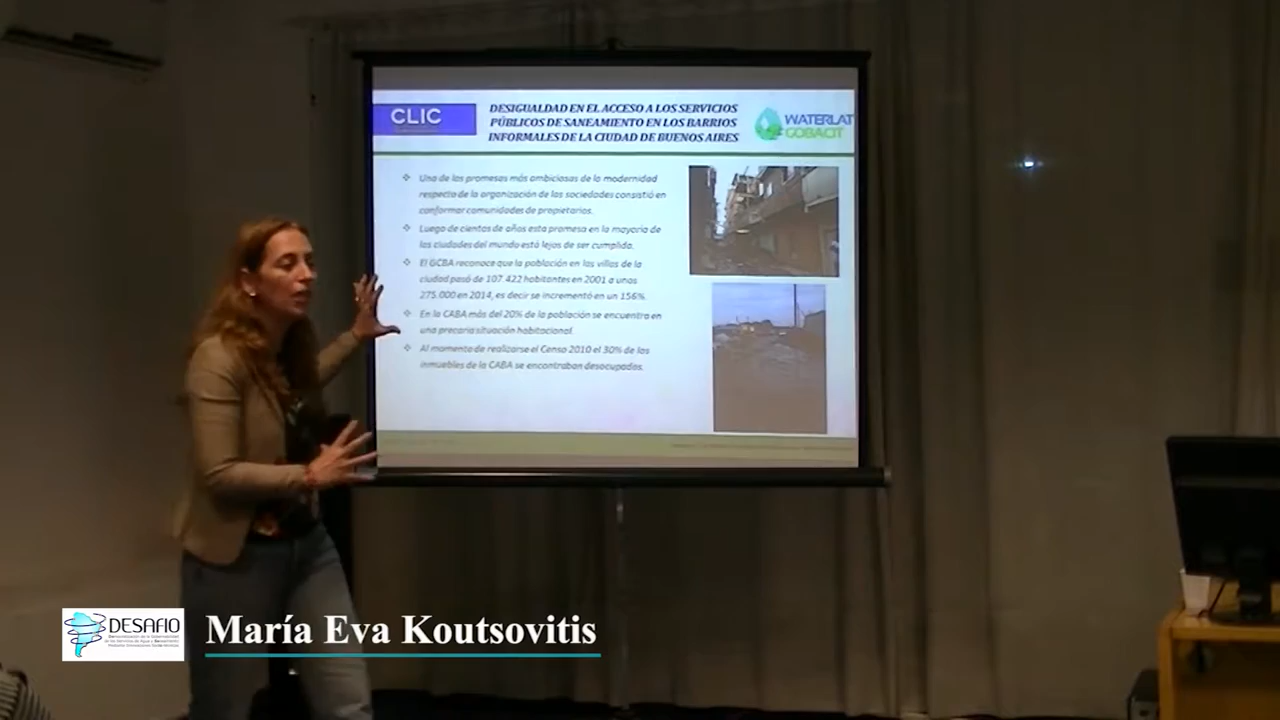 CLIC
DESIGUALDAD EN EL ACCESO A LOS SERVICIOS
PÚBLICOS DE SANEAMIENTO EN LOS BARRIOS
INFORMALES DE LA CIUDAD DE BUENOS AIRES
WATERLAT
GOBACIT
Una de las promesas más ambiciosas de la modernidad
respecto de la organización de las sociedades consistió en
conformar comunidades de propietarios.
Luego de cientos de años esta promesa en la mayoría de
las ciudades del mundo está lejos de ser cumplida.
El GCBA reconoce que la población en las villas de la
ciudad pasó de 107.422 habitantes en 2001 a unas
275.000 en 2014, es decir se incrementó en un 156%.
En la CABA más del 20% de la población se encuentra en
una precaria situación habitacional.
Al momento de realizarse el Censo 2010 el 30% de los
inmuebles de la CABA se encontraban desocupados.
DESAFIO
María Eva Koutsovitis